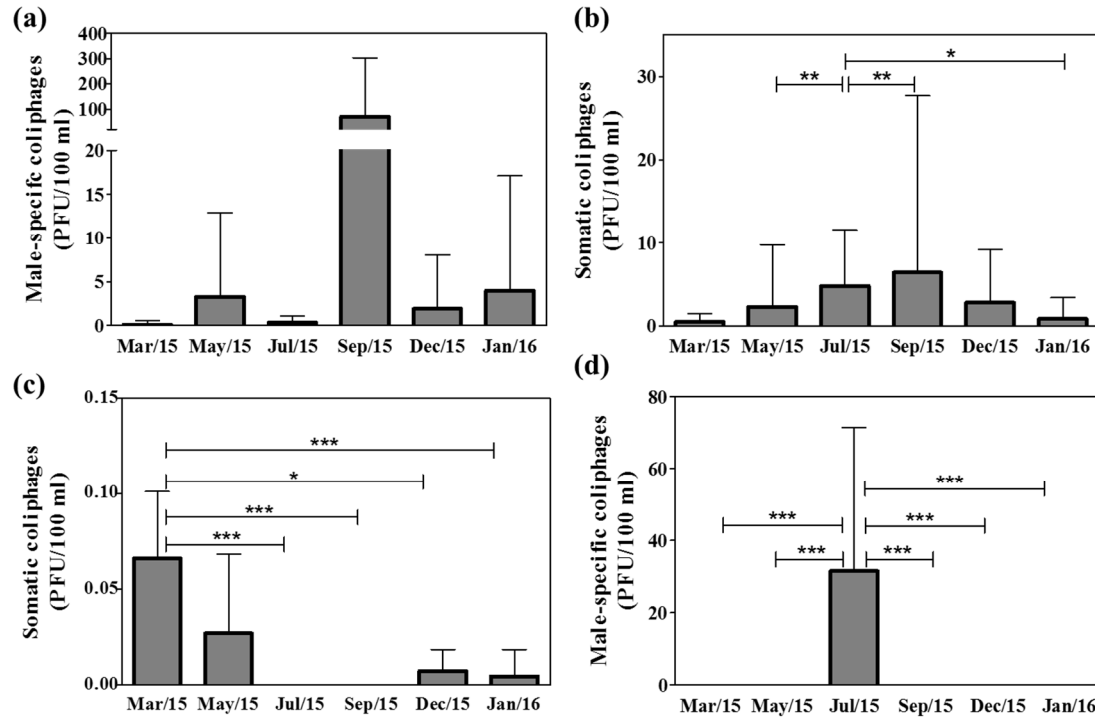 (a)
Male-specifc coliphages
(PFU/100 ml)
400
300
200
100
20
15
10
5
0
Mar/15 May/15 Jul/15 Sep/15 Dec/15 Jan/16
(b)
Somatic coliphages
(PFU/100 ml)
30
20
10
0
*
** **
Mar/15 May/15 Jul/15 Sep/15 Dec/15 Jan/16
(c)
Somatic coliphages
(PFU/100 ml)
0.15
0.10
0.05
0.00
***
*
***
***
Mar/15 May/15 Jul/15 Sep/15 Dec/15 Jan/16
(d)
Male-specific coliphages
(PFU/100 ml)
80
60
40
20
0
***
*** ***
*** ***
Mar/15 May/15 Jul/15 Sep/15 Dec/15 Jan/16